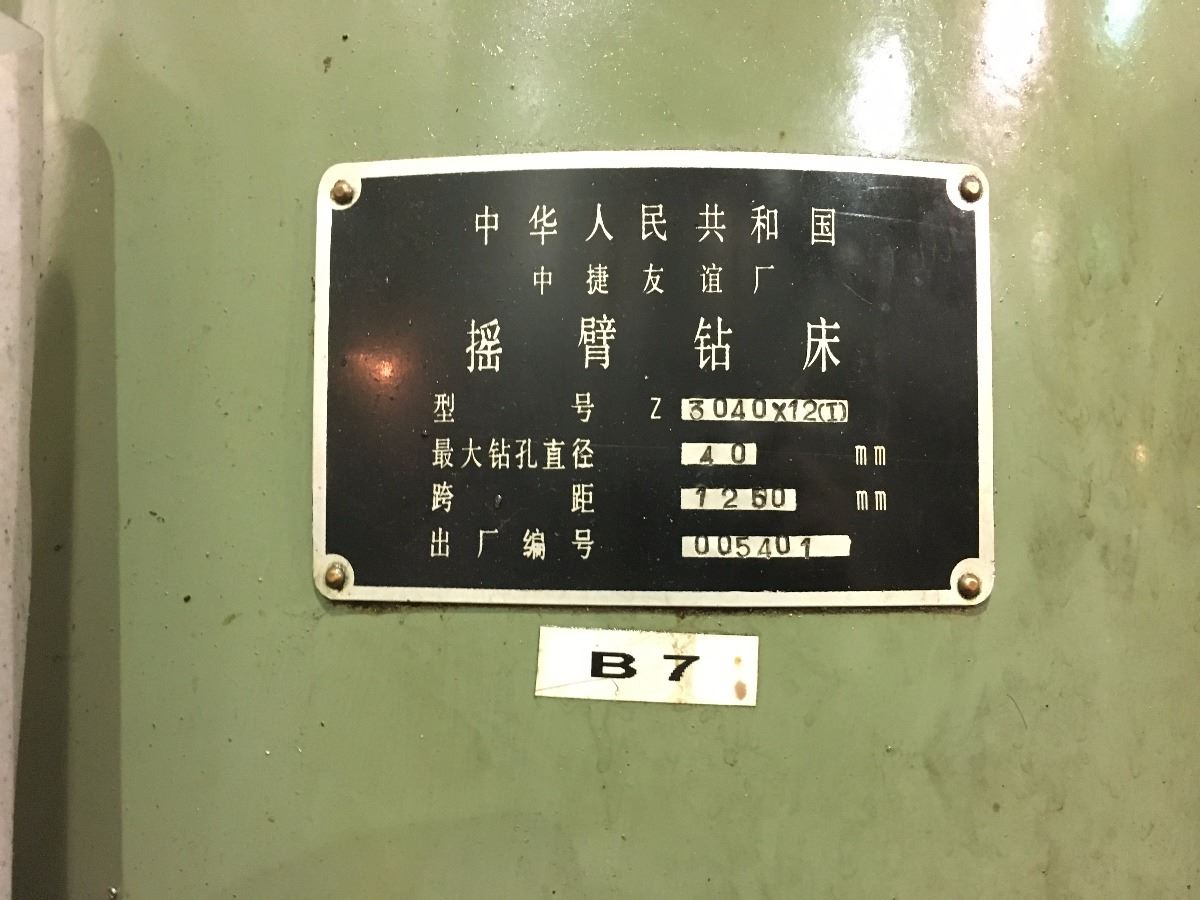 中华人民共和国
中捷友谊厂
摇臂钻床
型号 Z 3040X12(I)
最大钻孔直径 40 mm
跨距 1250 mm
出厂编号 005401
B7